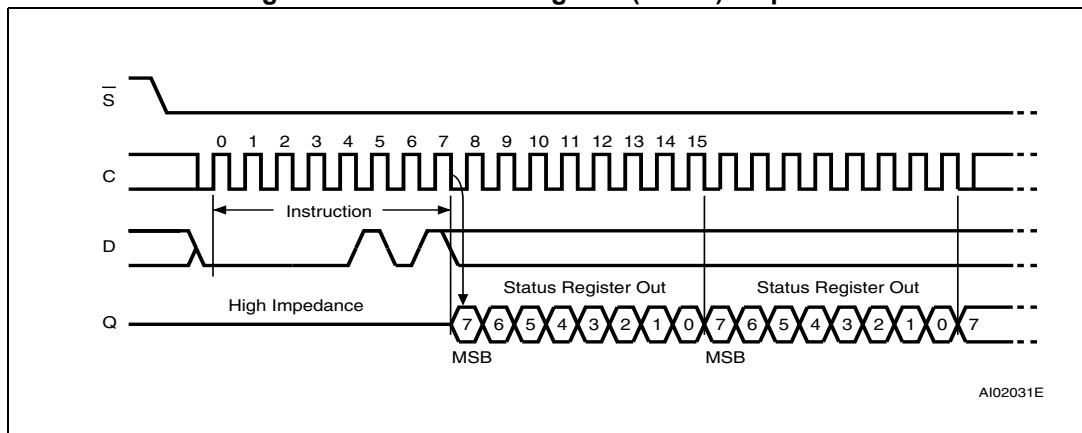 S̅
0 1 2 3 4 5 6 7 8 9 10 11 12 13 14 15
C
Instruction
D
Status Register Out Status Register Out
High Impedance
Q 7 6 5 4 3 2 1 0 7 6 5 4 3 2 1 0 7
MSB MSB
AI02031E